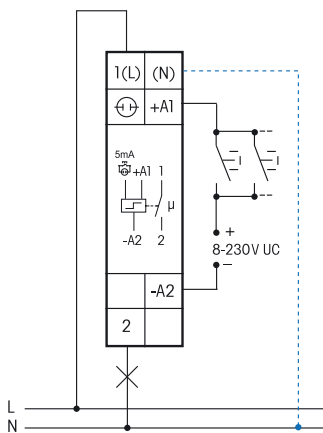 1(L) (N)
+A1
5mA
+A1 1
µ
-A2 2
+
8-230V UC
–
-A2
2
L
N